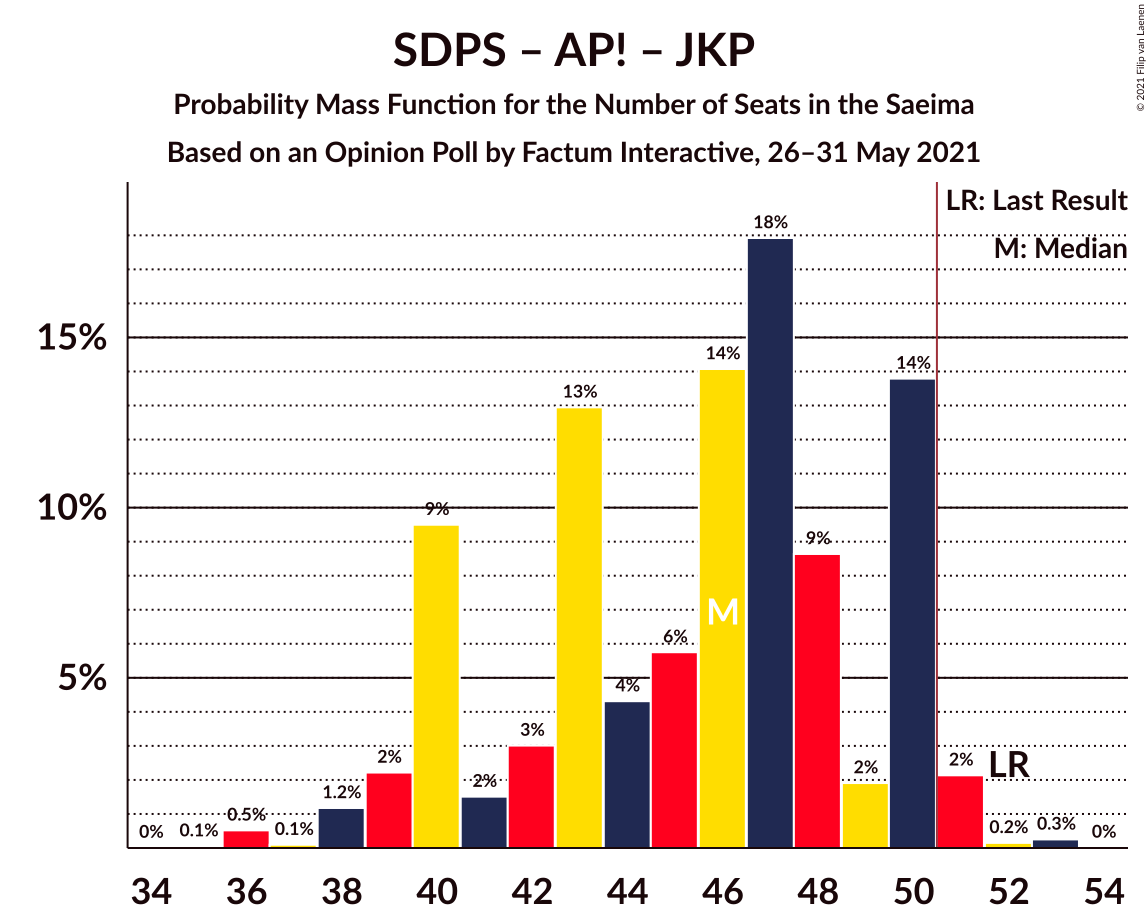 SDPS – AP! – JKP
Probability Mass Function for the Number of Seats in the Saeima
Based on an Opinion Poll by Factum Interactive, 26–31 May 2021
© 2021 Filip van Laenen
LR: Last Result
M: Median
15%
10%
5%
0%
0.1%
0.5%
0.1%
1.2%
2%
9%
2%
3%
13%
4%
6%
14%
18%
9%
2%
14%
2%
0.2%
0.3%
0%
M
LR
34 36 38 40 42 44 46 48 50 52 54